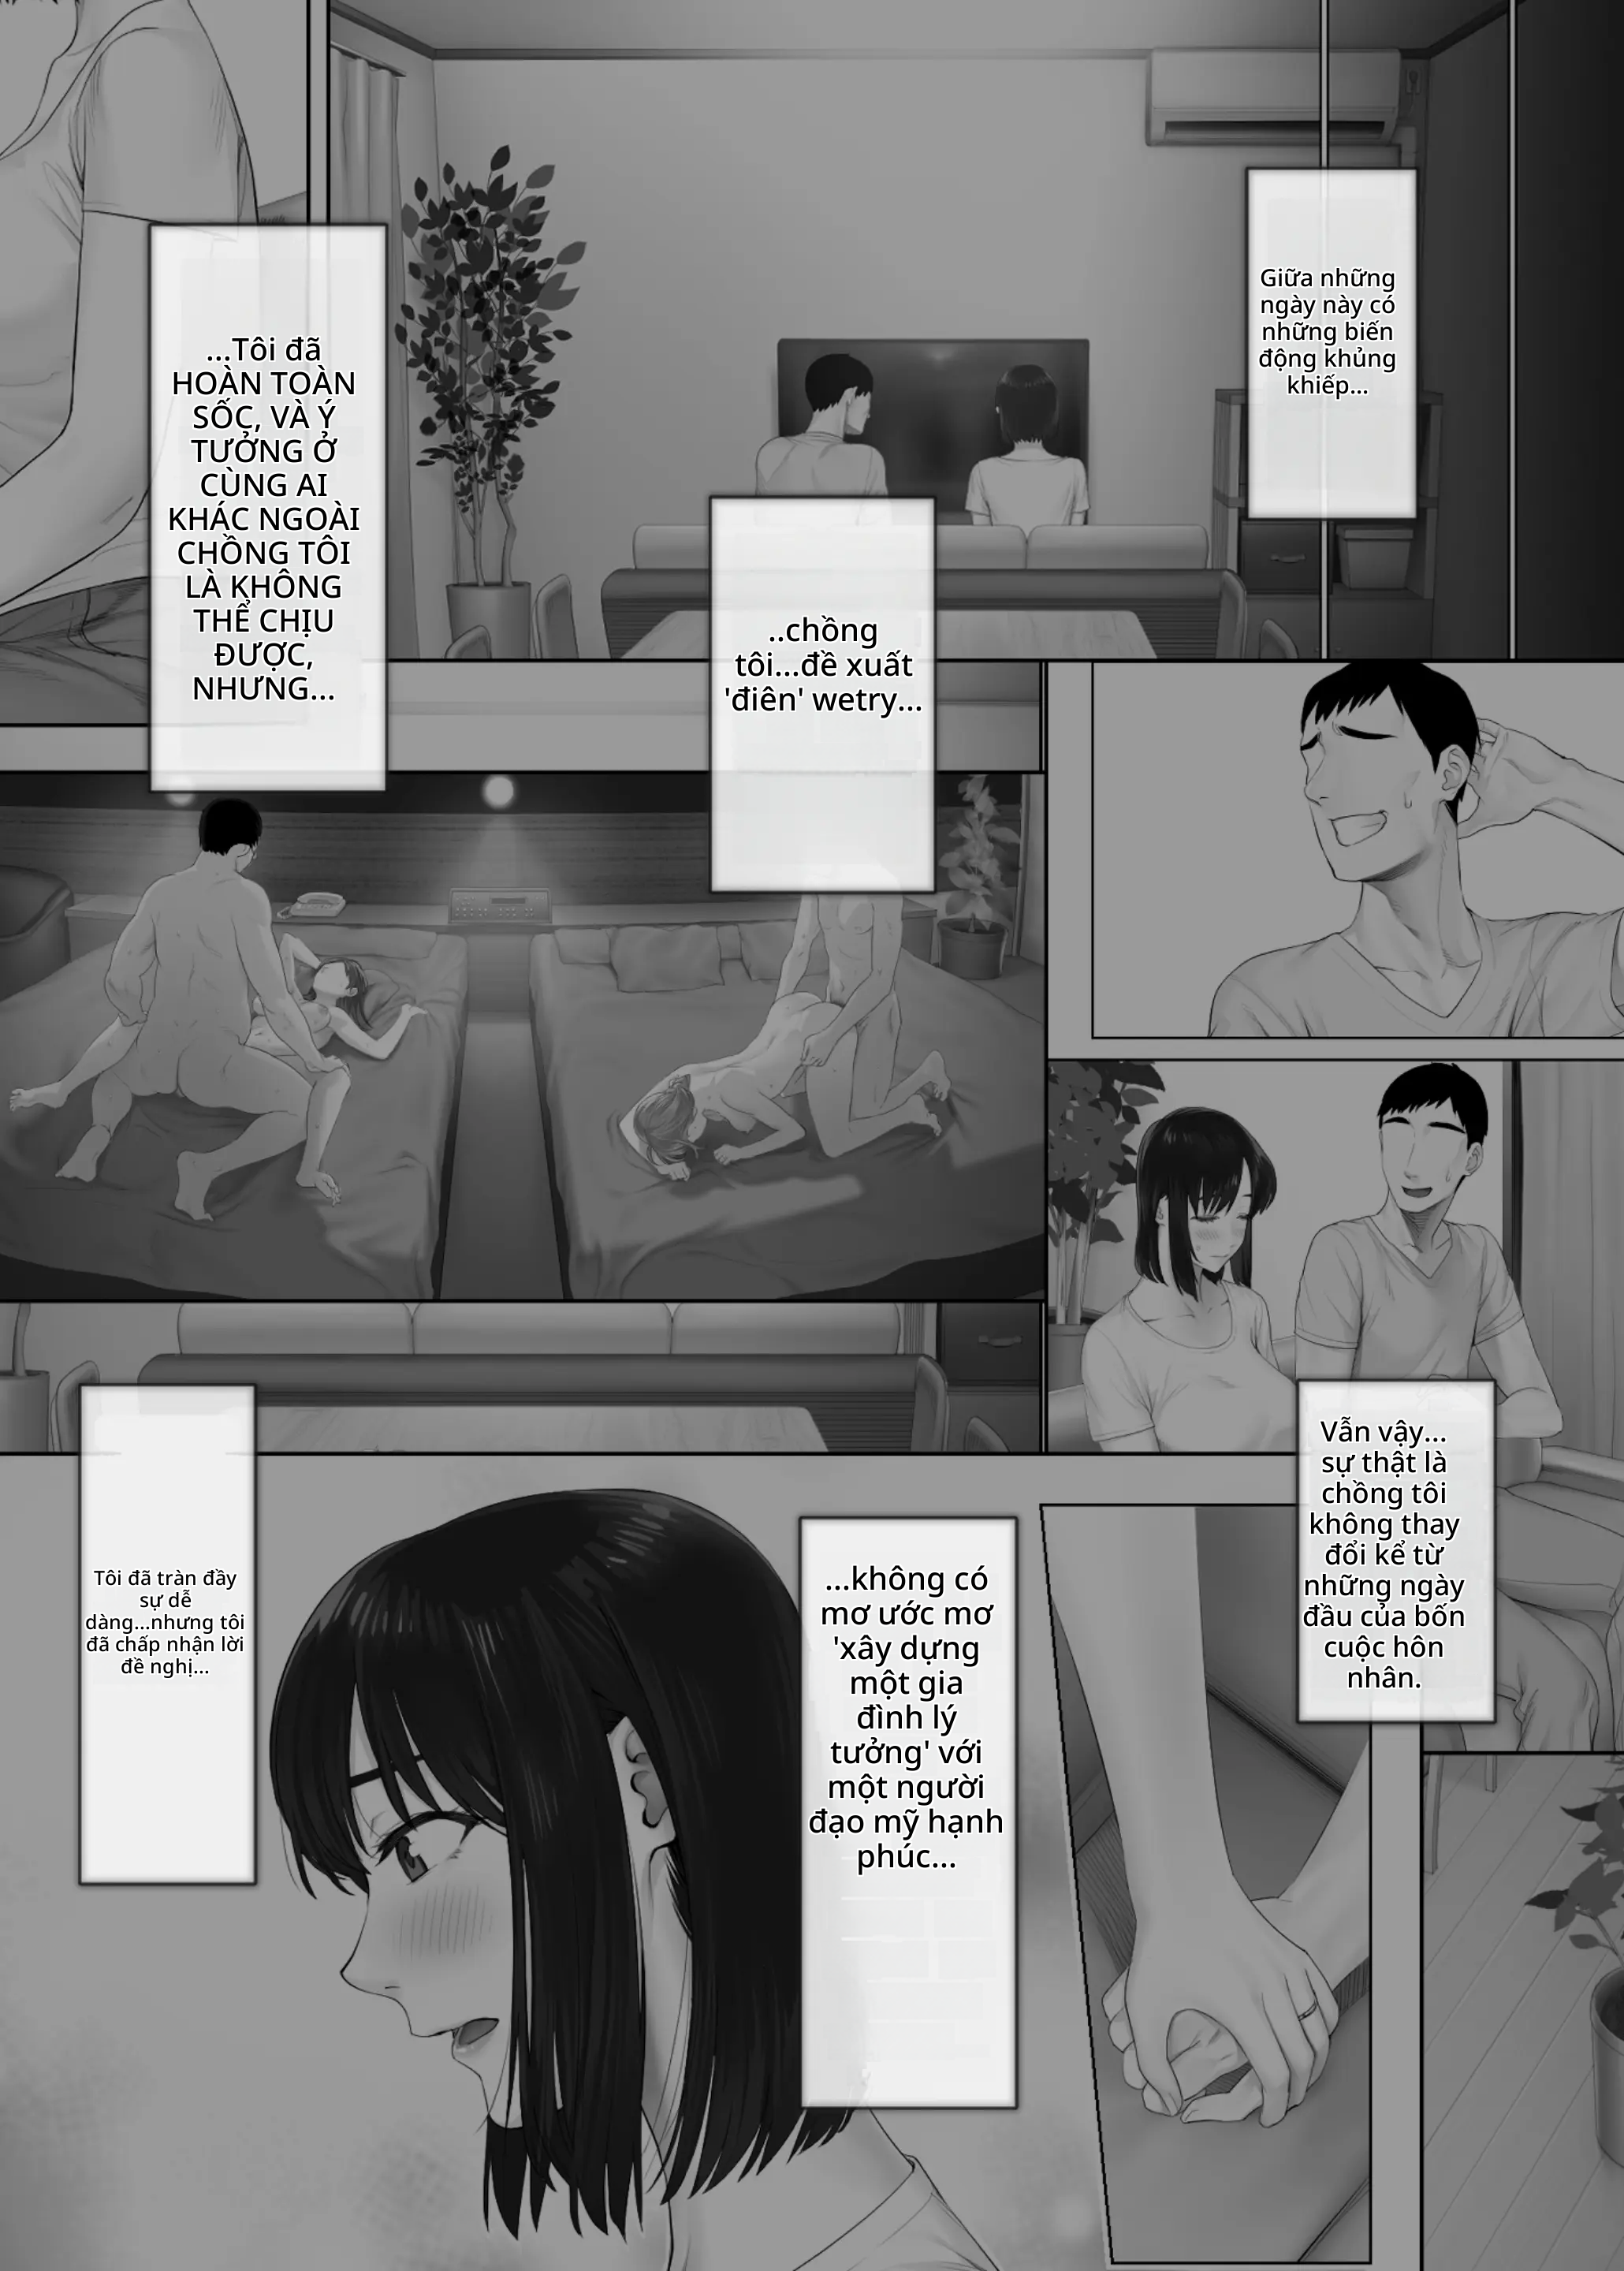 Giữa những
ngày này có
những biến
động khủng
khiếp...
..chồng
tôi...đề xuất
'điên' wetry...
...Tôi đã
HOÀN TOÀN
SỐC, VÀ Ý
TƯỞNG Ở
CÙNG AI
KHÁC NGOÀI
CHỒNG TÔI
LÀ KHÔNG
THỂ CHỊU
ĐƯỢC,
NHƯNG...
Vẫn vậy...
sự thật là
chồng tôi
không thay
đổi kể từ
những ngày
đầu của bốn
cuộc hôn
nhân.
...không có
mơ ước mơ
'xây dựng
một gia
đình lý
tưởng' với
một người
đạo mỹ hạnh
phúc...
Tôi đã tràn đầy
sự dễ
dàng...nhưng tôi
đã chấp nhận lời
đề nghị...